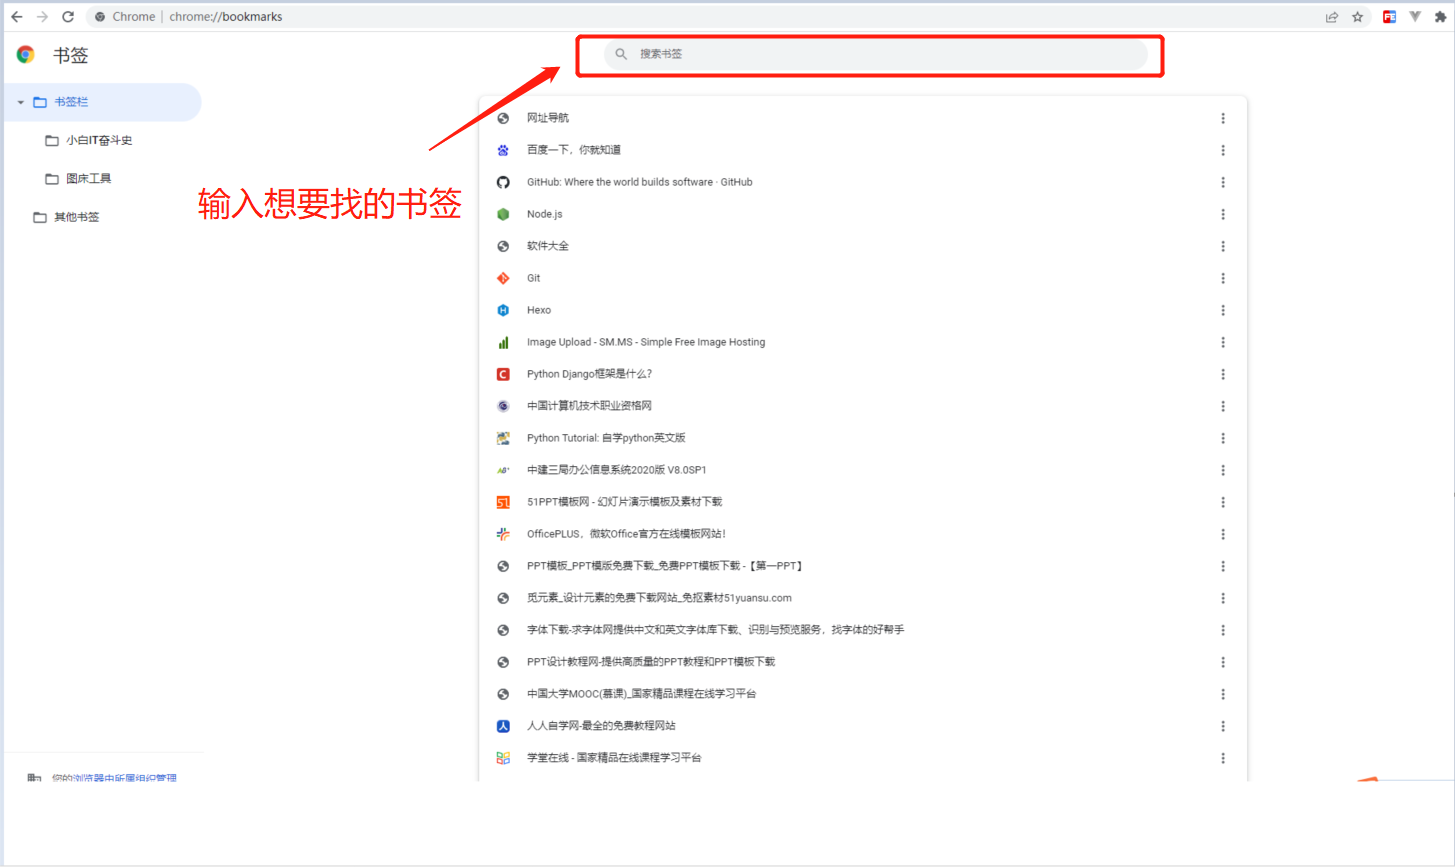 Chrome | chrome://bookmarks
书签
搜索书签
书签栏
小白IT奋斗史
图床工具
其他书签
输入想要找的书签
网址导航
百度一下，你就知道
GitHub: Where the world builds software · GitHub
Node.js
软件大全
Git
Hexo
Image Upload - SM.MS - Simple Free Image Hosting
Python Django框架是什么？
中国计算机技术职业资格网
Python Tutorial: 自学python英文版
中建三局办公信息系统2020版 V8.0SP1
51PPT模板网 - 幻灯片演示模板及素材下载
OfficePLUS，微软Office官方在线模板网站！
PPT模板_PPT模版免费下载_免费PPT模板下载 -【第一PPT】
觅元素_设计元素的免费下载网站_免抠素材51yuansu.com
字体下载-求字体网提供中文和英文字体库下载、识别与预览服务，找字体的好帮手
PPT设计教程网-提供高质量的PPT教程和PPT模板下载
中国大学MOOC(慕课)_国家精品课程在线学习平台
人人自学网-最全的免费教程网站
学堂在线 - 国家精品在线课程学习平台
您的浏览器由所属组织管理